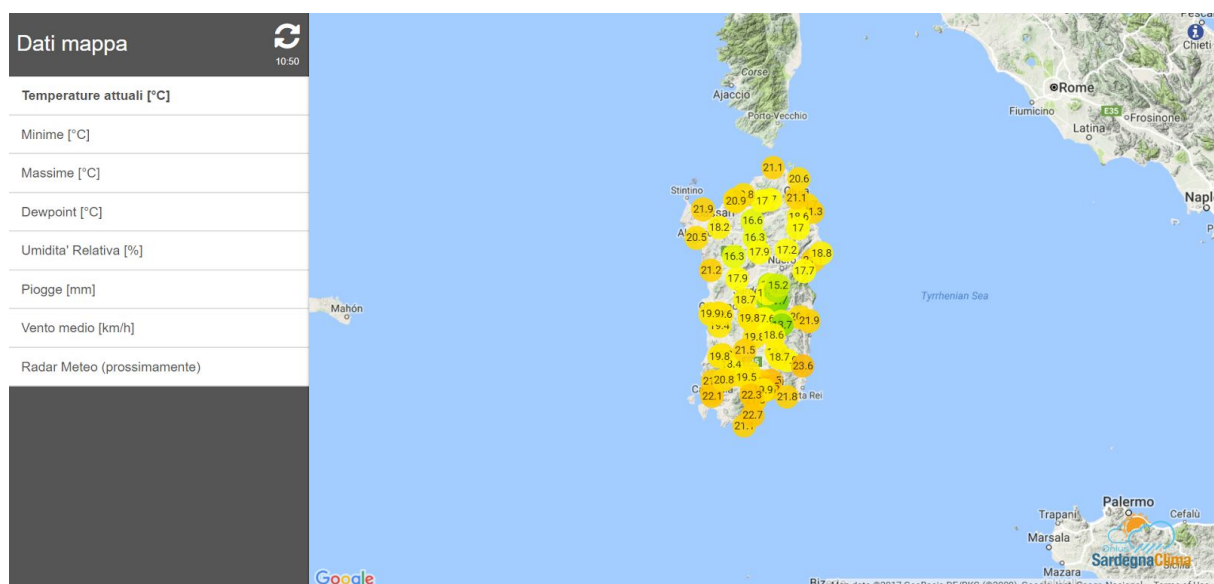 Dati mappa
10:50
Temperature attuali [°C]
Minime [°C]
Massime [°C]
Dewpoint [°C]
Umidita' Relativa [%]
Piogge [mm]
Vento medio [km/h]
Radar Meteo (prossimamente)
Chieti
Corse
Ajaccio
Rome
Fiumicino
E35
Frosinone
Latina
Porto-Vecchio
21.1
20.6
Stintino
21.9
20.9
21.1
16.6
18.2
17
20.5
16.3
16.3
17.9
17.2
18.8
21.2
17.9
17.7
15.2
18.7
Mahón
Tyrrhenian Sea
19.9
19.8
21.9
18.6
19.8
21.5
18.7
23.6
20.8
19.5
22.1
22.3
21.8
22.7
Palermo
Trapani
Cefalù
Marsala
Mazara
SardegnaClima
Google